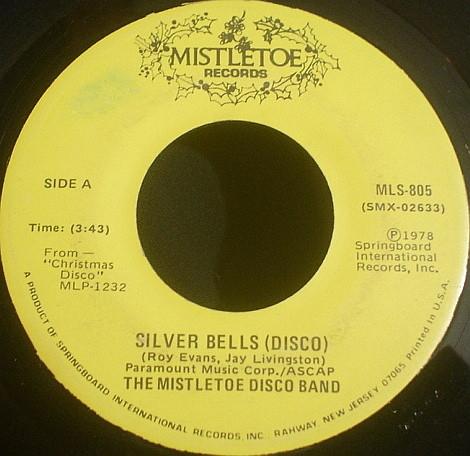 MISTLETOE
RECORDS
SIDE A
MLS-805
(SMX-02633)
Time: (3:43)
℗1978
Springboard
International
Records, Inc.
From —
"Christmas
Disco"
MLP-1232
SILVER BELLS (DISCO)
(Roy Evans, Jay Livingston)
Paramount Music Corp./ASCAP
THE MISTLETOE DISCO BAND
A PRODUCT OF SPRINGBOARD INTERNATIONAL RECORDS, INC., RAHWAY, NEW JERSEY 07065 Printed in U.S.A.